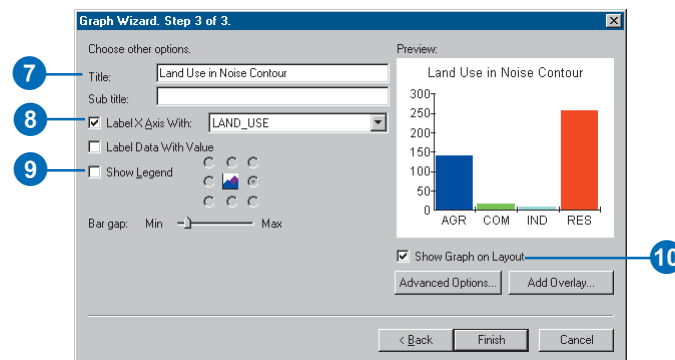 Graph Wizard. Step 3 of 3.
Choose other options.
7
Title: Land Use in Noise Contour
Sub title:
8
Label X Axis With: LAND_USE
Label Data With Value
9
Show Legend
Bar gap: Min Max
Preview:
Land Use in Noise Contour
300
250
200
150
100
50
0
AGR COM IND RES
Show Graph on Layout
10
Advanced Options... Add Overlay...
< Back Finish Cancel